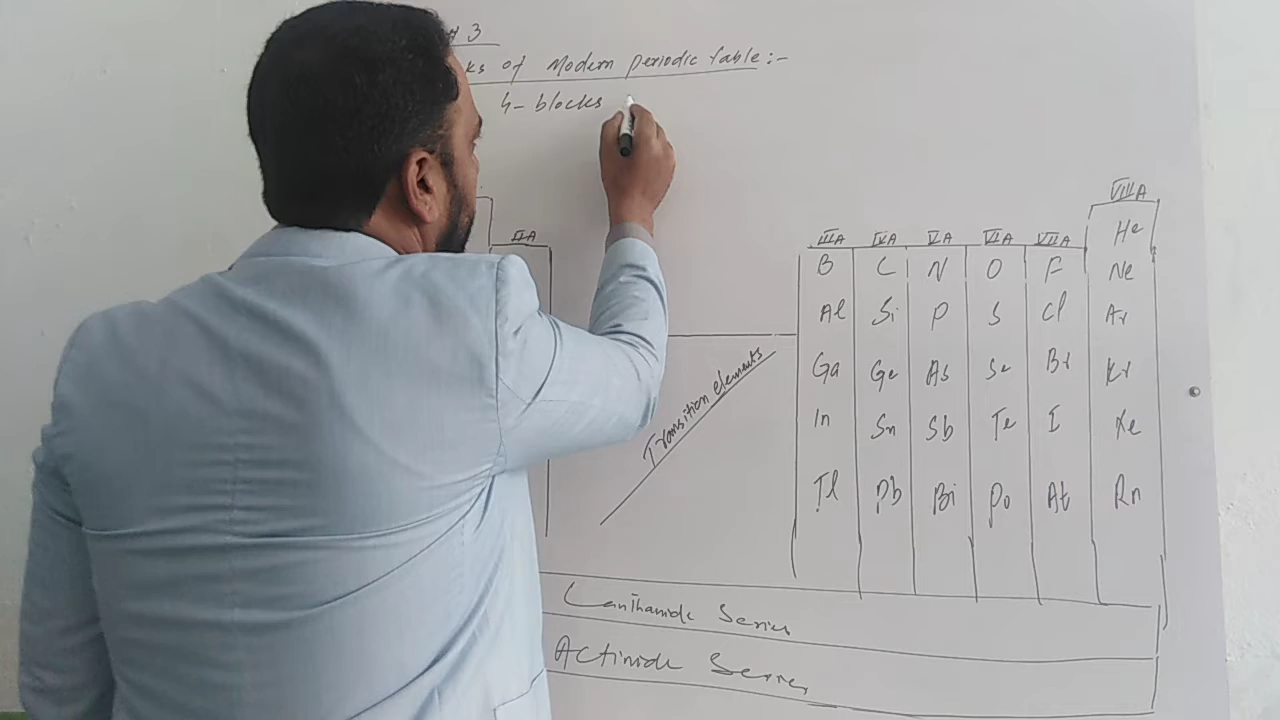 # 3
ks of Modern periodic table:-
4- blocks
VIIIA
IIA IIIA IVA VA VIA VIIA He
B C N O F Ne
Al Si P S Cl Ar
Ga Ge As Se Br Kr
In Sn Sb Te I Xe
Tl Pb Bi Po At Rn
Transition elements
Lanthanide Series
Actinide Series